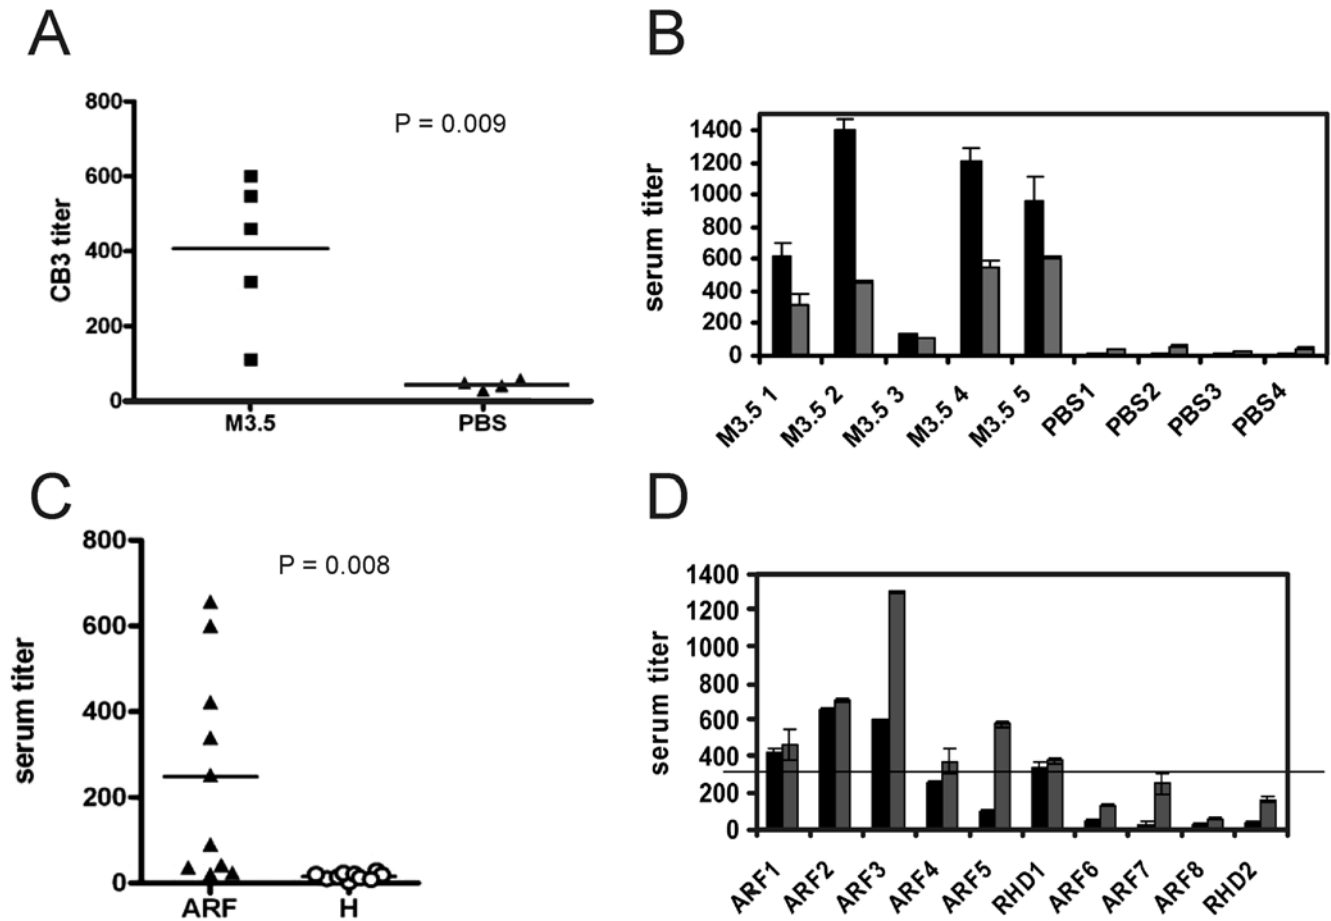 A
800
600
400
200
0
CB3 titer
P = 0.009
M3.5
PBS
B
1400
1200
1000
800
600
400
200
0
serum titer
M3.5 1
M3.5 2
M3.5 3
M3.5 4
M3.5 5
PBS1
PBS2
PBS3
PBS4
C
800
600
400
200
0
serum titer
P = 0.008
ARF
H
D
1400
1200
1000
800
600
400
200
0
serum titer
ARF1
ARF2
ARF3
ARF4
ARF5
RHD1
ARF6
ARF7
ARF8
RHD2